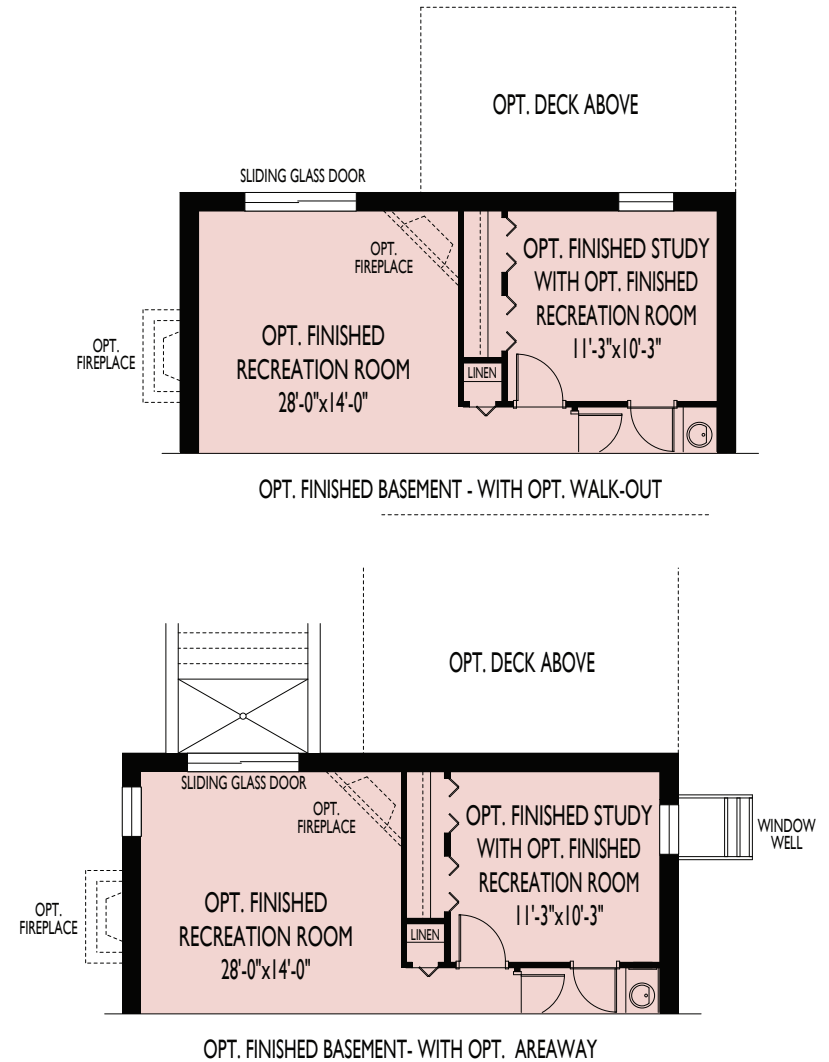 OPT. DECK ABOVE
SLIDING GLASS DOOR
OPT.
FIREPLACE
OPT. FINISHED STUDY
WITH OPT. FINISHED
RECREATION ROOM
11'-3"x10'-3"
OPT.
FIREPLACE
OPT. FINISHED
RECREATION ROOM
28'-0"x14'-0"
LINEN
OPT. FINISHED BASEMENT - WITH OPT. WALK-OUT
OPT. DECK ABOVE
SLIDING GLASS DOOR
OPT.
FIREPLACE
OPT. FINISHED STUDY
WITH OPT. FINISHED
RECREATION ROOM
11'-3"x10'-3"
WINDOW
WELL
OPT.
FIREPLACE
OPT. FINISHED
RECREATION ROOM
28'-0"x14'-0"
LINEN
OPT. FINISHED BASEMENT- WITH OPT. AREAWAY